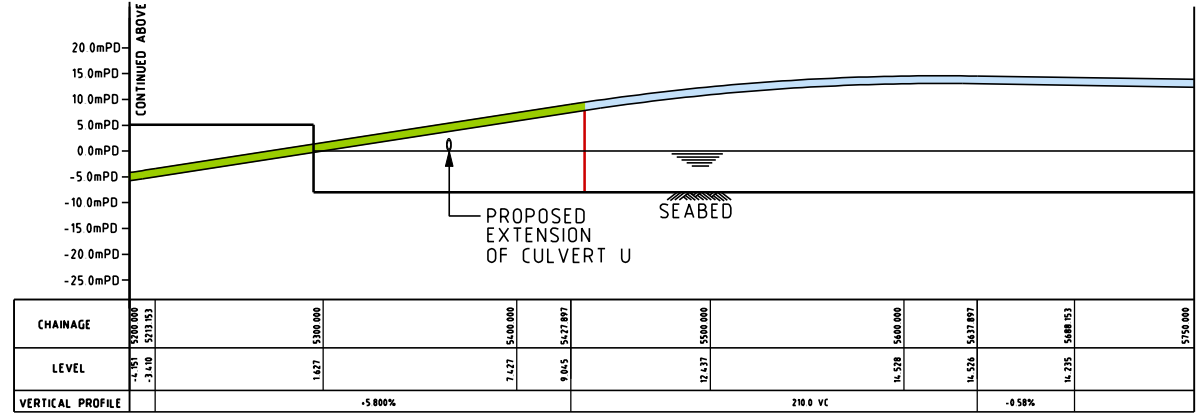 CONTINUED ABOVE
20.0mPD
15.0mPD
10.0mPD
5.0mPD
0.0mPD
-5.0mPD
-10.0mPD
-15.0mPD
-20.0mPD
-25.0mPD
PROPOSED
EXTENSION
OF CULVERT U
SEABED
CHAINAGE 5200.000 5213.153 5300.000 5400.000 5427.897 5500.000 5600.000 5637.897 5688.153 5750.000
LEVEL -4.151 -3.410 1.627 7.427 9.045 12.437 14.528 14.526 14.235
VERTICAL PROFILE +5.800% 210.0 VC -0.58%